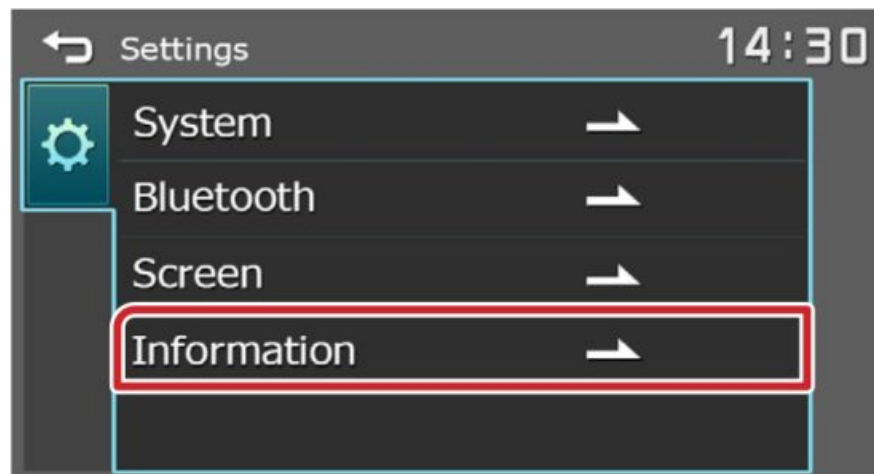 Settings 14:30
System
Bluetooth
Screen
Information